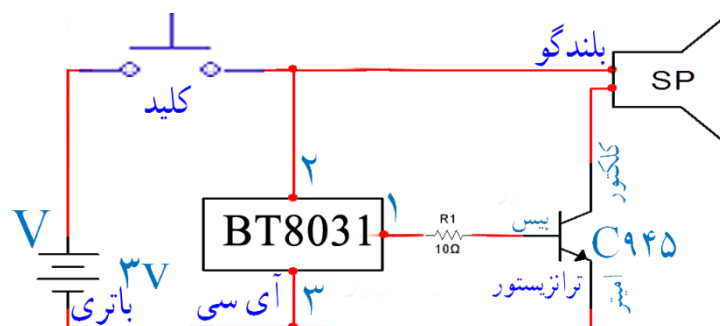 بلندگو
SP
کلید
۲
کلکتور
۱
BT8031
R1
10Ω
بیس
C۹۴۵
V
۳V
باتری
۳
آی سی
ترانزیستور
امیتر